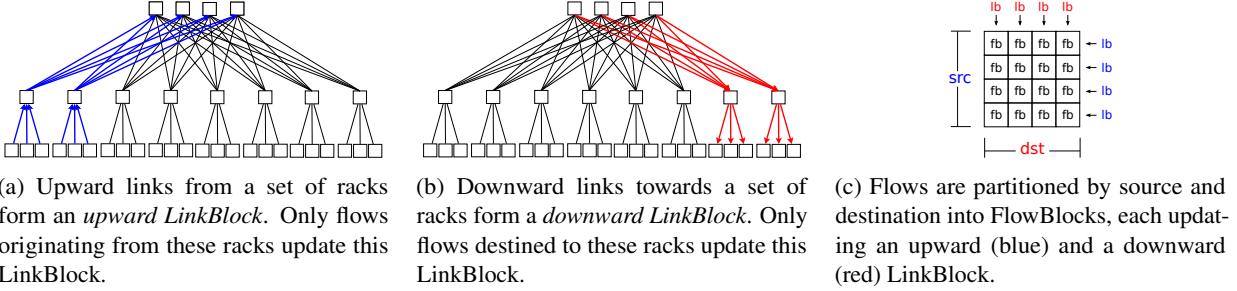 lb lb lb lb
fb fb fb fb lb
fb fb fb fb lb
src
fb fb fb fb lb
fb fb fb fb lb
dst
(a) Upward links from a set of racks
form an upward LinkBlock. Only flows
originating from these racks update this
LinkBlock.
(b) Downward links towards a set of
racks form a downward LinkBlock. Only
flows destined to these racks update this
LinkBlock.
(c) Flows are partitioned by source and
destination into FlowBlocks, each updat-
ing an upward (blue) and a downward
(red) LinkBlock.